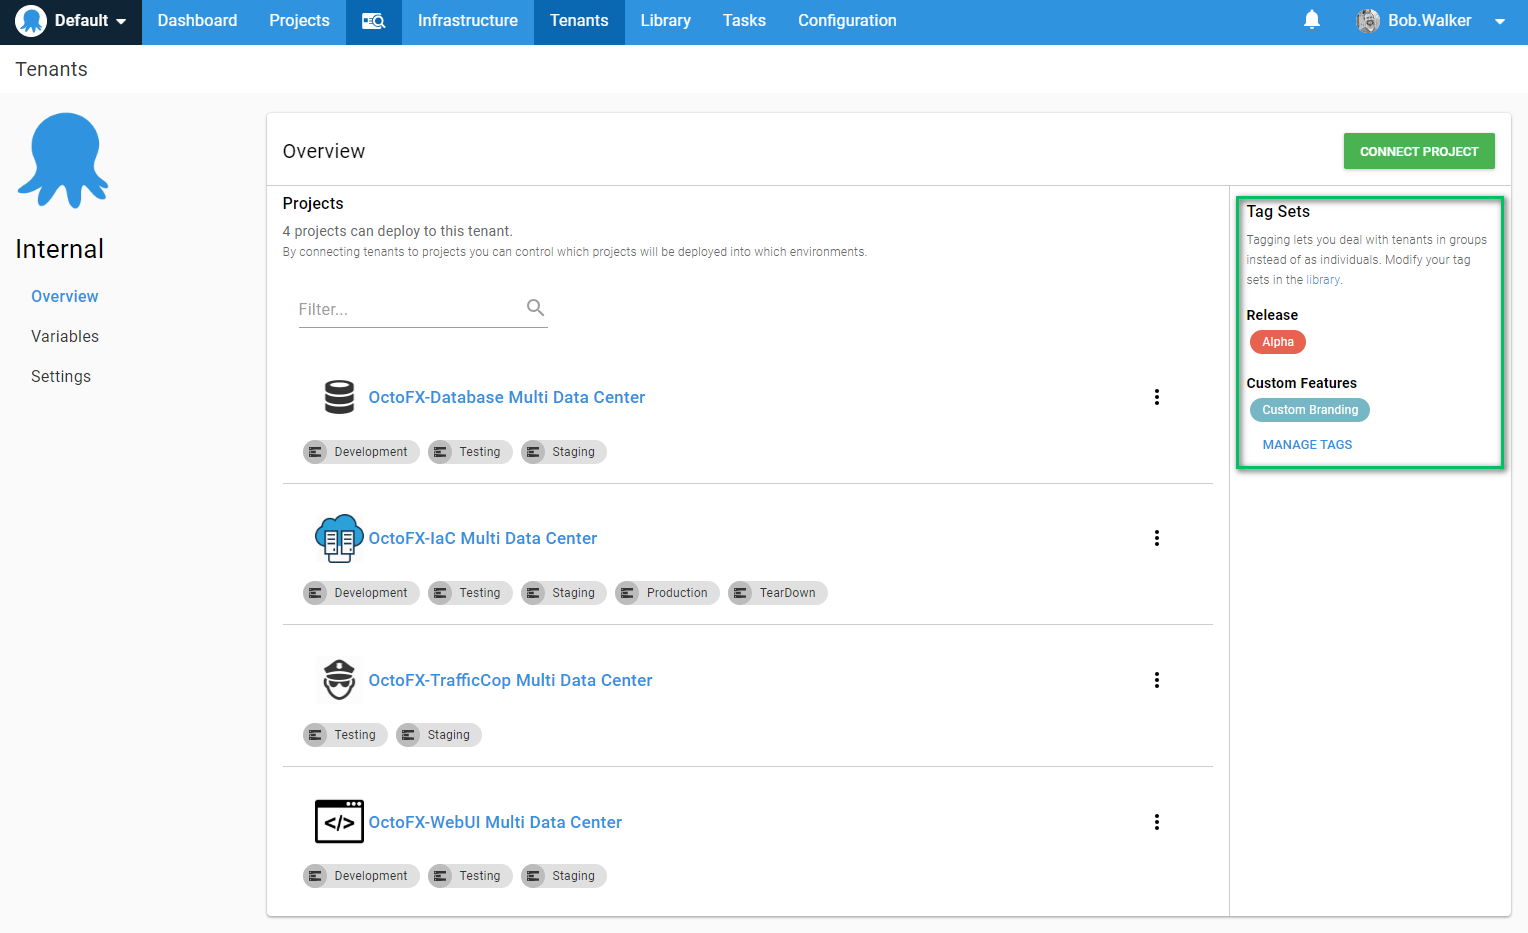 Default
Dashboard
Projects
Infrastructure
Tenants
Library
Tasks
Configuration
Bob.Walker
Tenants
Internal
Overview
Variables
Settings
Overview
CONNECT PROJECT
Projects
4 projects can deploy to this tenant.
By connecting tenants to projects you can control which projects will be deployed into which environments.
Filter...
OctoFX-Database Multi Data Center
Development
Testing
Staging
OctoFX-IaC Multi Data Center
Development
Testing
Staging
Production
TearDown
OctoFX-TrafficCop Multi Data Center
Testing
Staging
</>
OctoFX-WebUI Multi Data Center
Development
Testing
Staging
Tag Sets
Tagging lets you deal with tenants in groups
instead of as individuals. Modify your tag
sets in the library.
Release
Alpha
Custom Features
Custom Branding
MANAGE TAGS